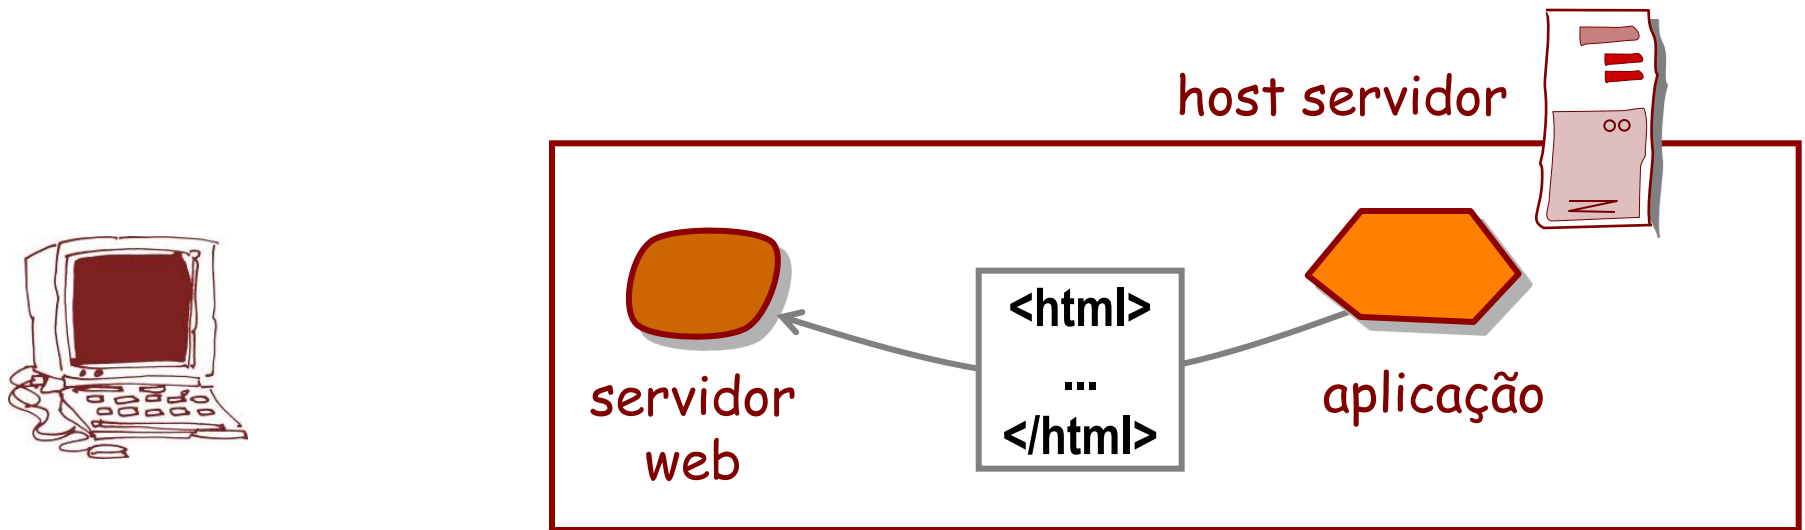 host servidor
<html>
...
</html>
servidor
web
aplicação